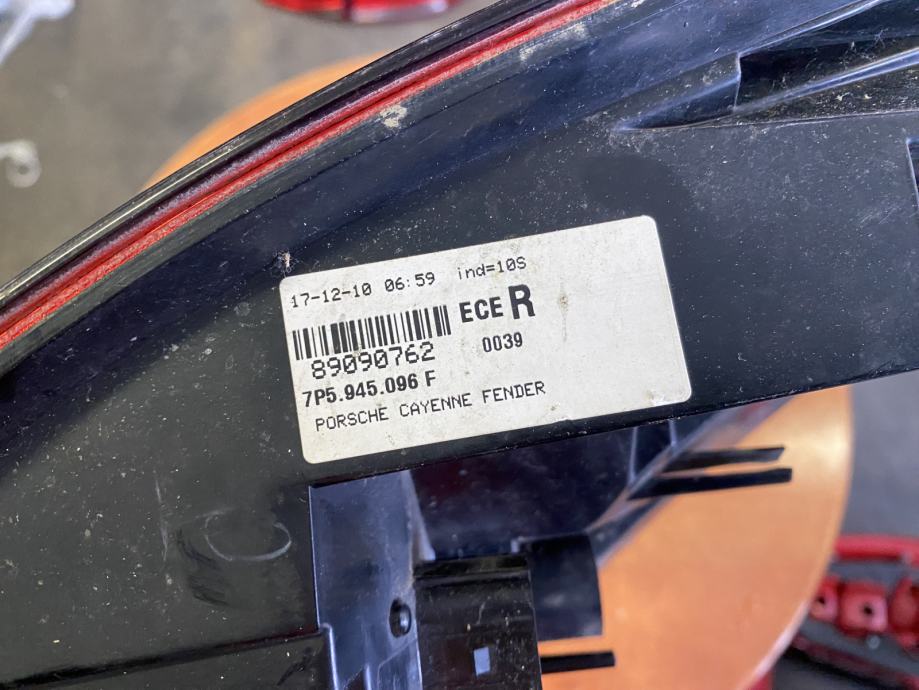 17-12-10 06:59 ind=10S
ECE R
89090762 0039
7P5.945.096 F
PORSCHE CAYENNE FENDER